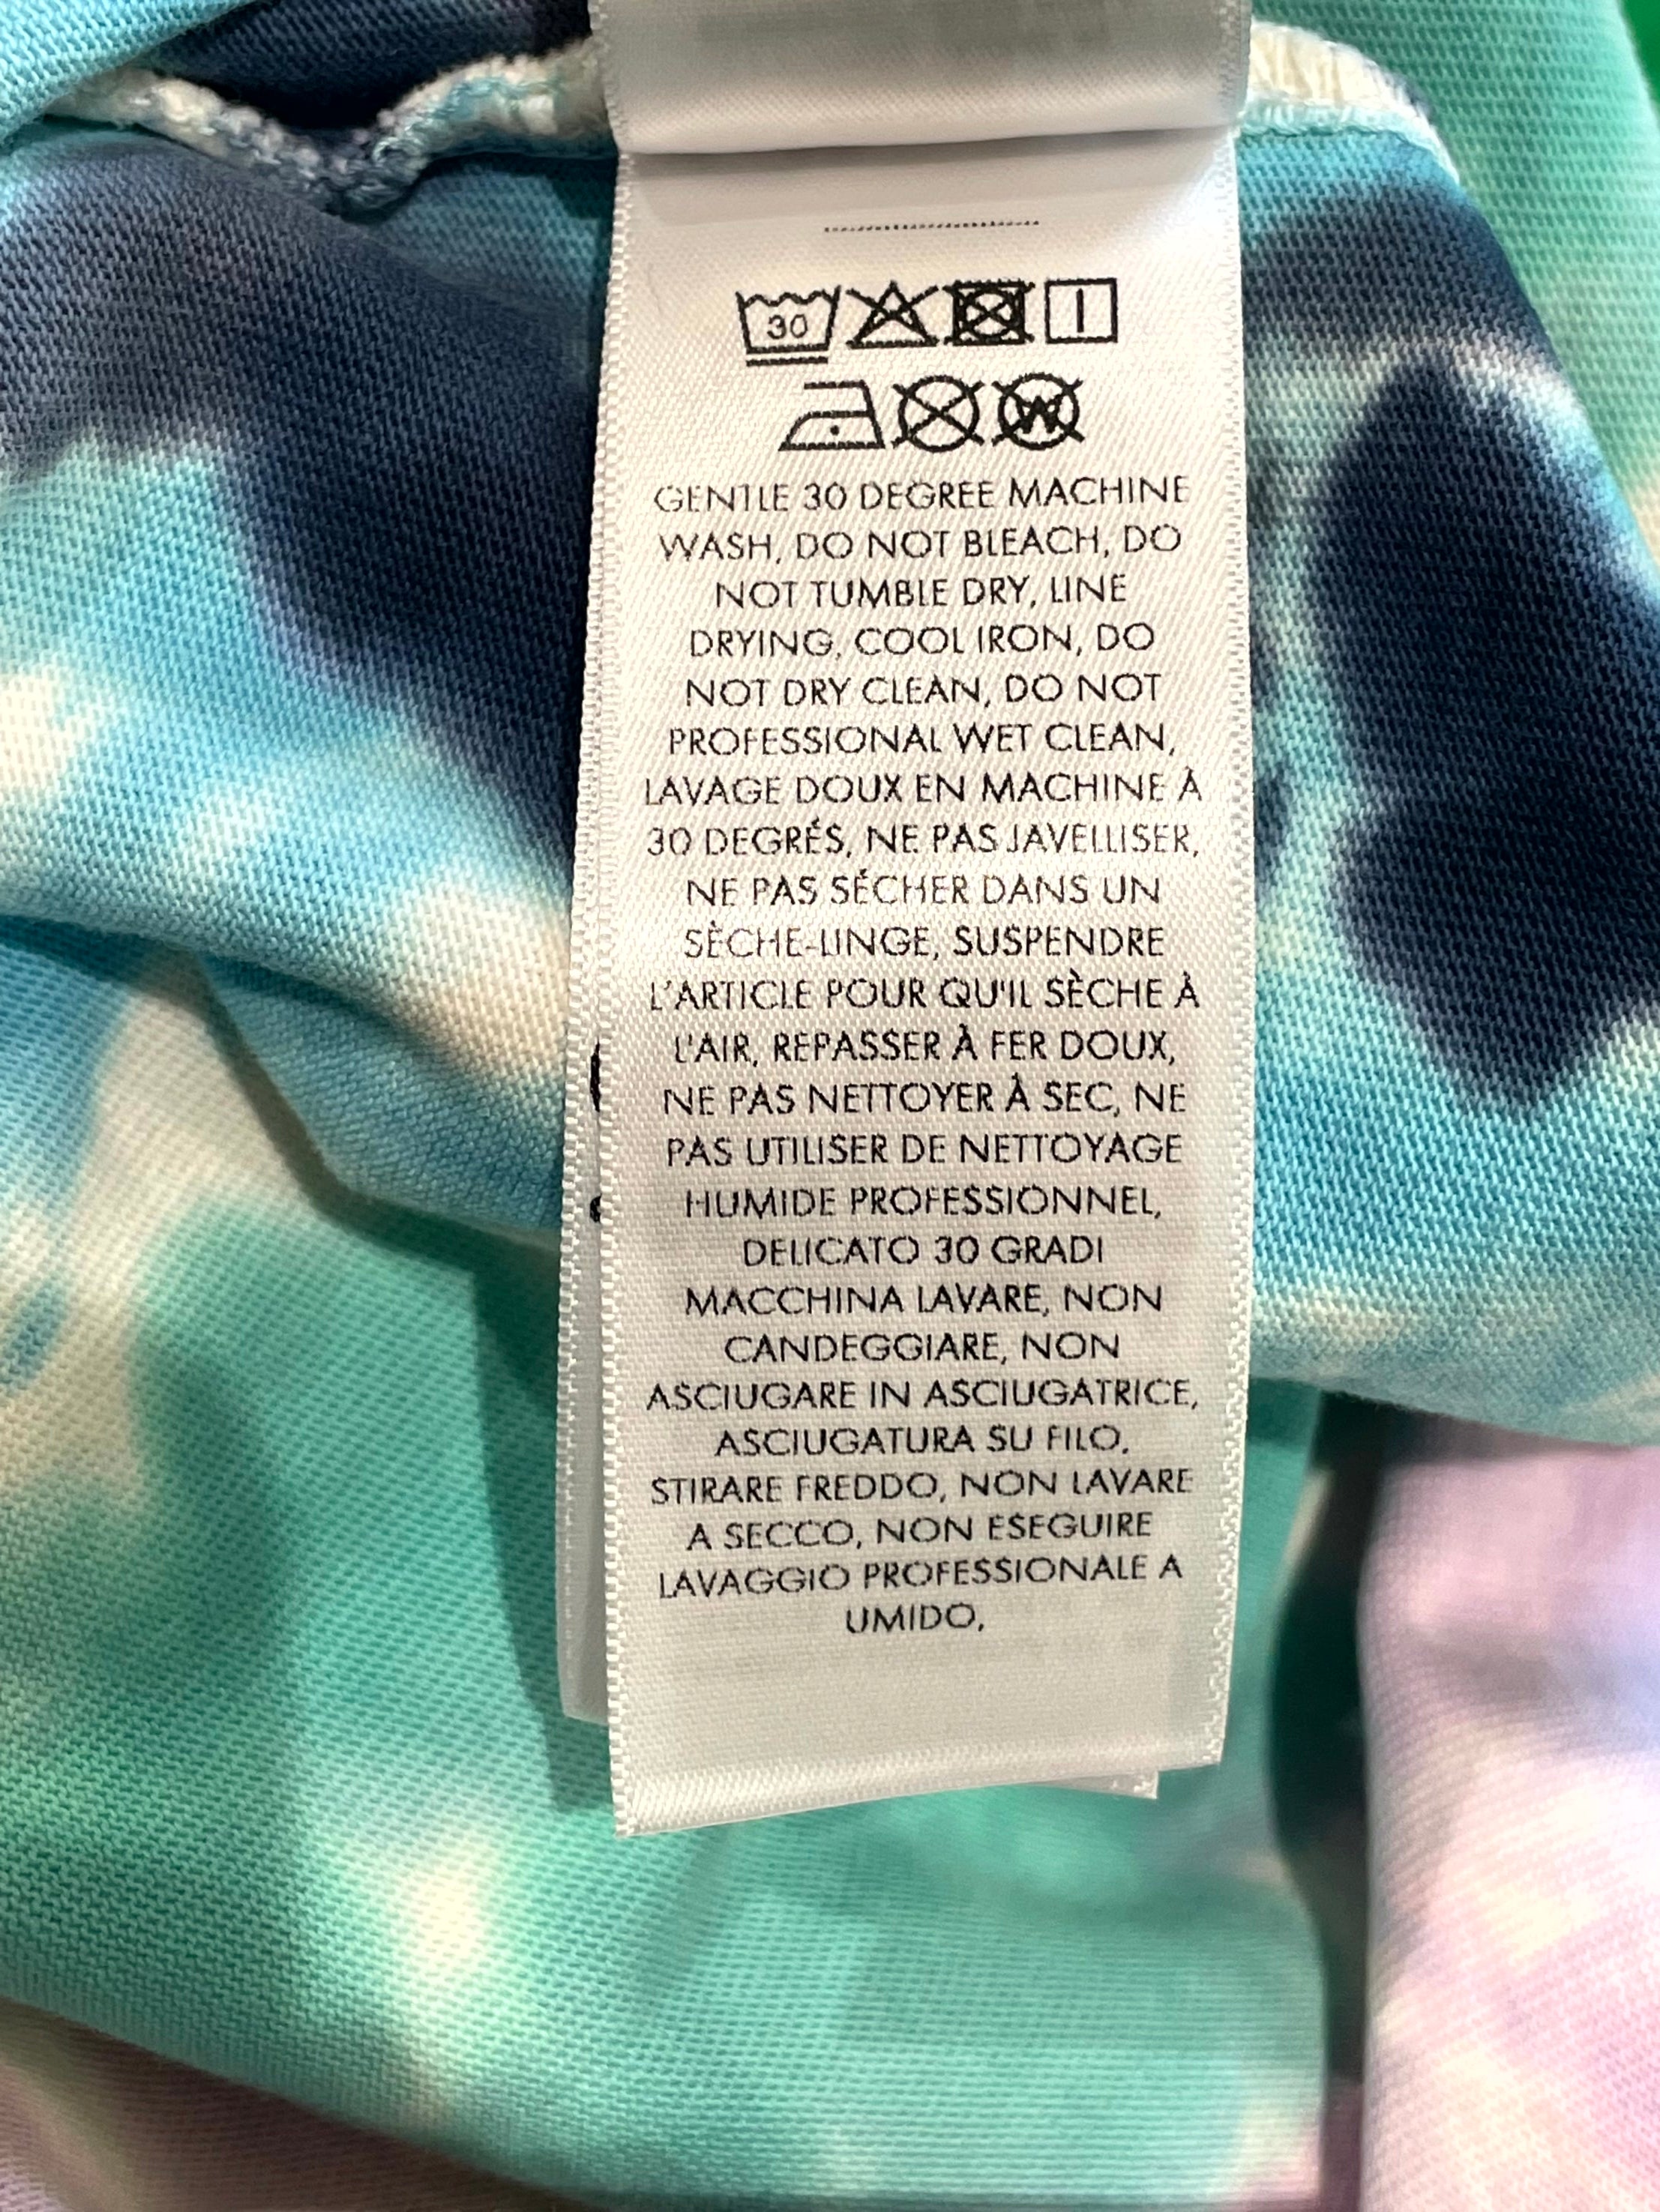 30
W
GENTLE 30 DEGREE MACHINE
WASH, DO NOT BLEACH, DO
NOT TUMBLE DRY, LINE
DRYING, COOL IRON, DO
NOT DRY CLEAN, DO NOT
PROFESSIONAL WET CLEAN,
LAVAGE DOUX EN MACHINE À
30 DEGRÉS, NE PAS JAVELLISER,
NE PAS SÉCHER DANS UN
SÈCHE-LINGE, SUSPENDRE
L'ARTICLE POUR QU'IL SÈCHE À
L'AIR, REPASSER À FER DOUX,
NE PAS NETTOYER À SEC, NE
PAS UTILISER DE NETTOYAGE
HUMIDE PROFESSIONNEL,
DELICATO 30 GRADI
MACCHINA LAVARE, NON
CANDEGGIARE, NON
ASCIUGARE IN ASCIUGATRICE,
ASCIUGATURA SU FILO,
STIRARE FREDDO, NON LAVARE
A SECCO, NON ESEGUIRE
LAVAGGIO PROFESSIONALE A
UMIDO,